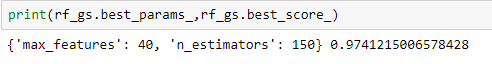 print(rf_gs.best_params_,rf_gs.best_score_)
{'max_features': 40, 'n_estimators': 150} 0.9741215006578428